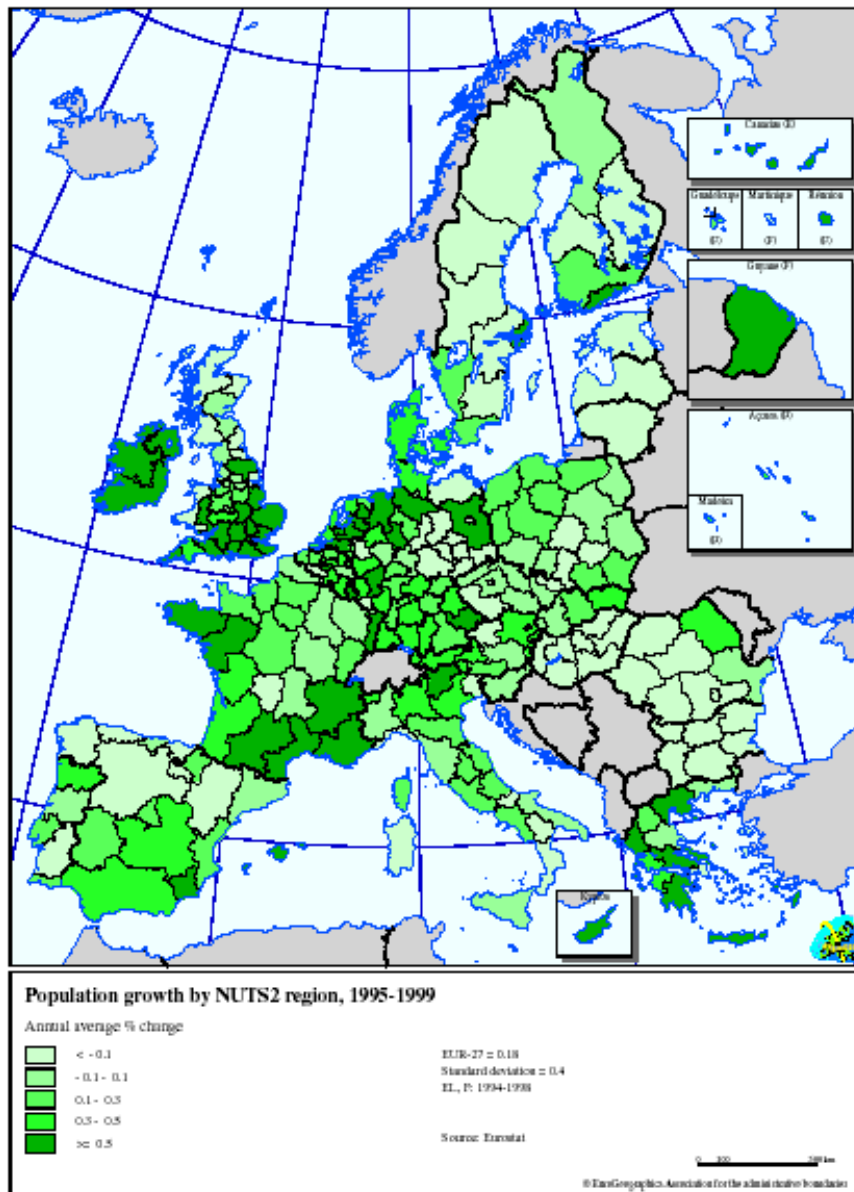 Canarias (E)
Guadeloupe
Martinique
Réunion
(F)
(F)
(F)
Guyane (F)
Açores (P)
Madeira
(P)
Kypros
Population growth by NUTS2 region, 1995-1999
Annual average % change
< - 0.1
- 0.1 - 0.1
0.1 - 0.3
0.3 - 0.5
>= 0.5
EUR-27 = 0.18
Standard deviation = 0.4
EL, P: 1994-1998
Source: Eurostat
0 100 500 km
© EuroGeographics Association for the administrative boundaries